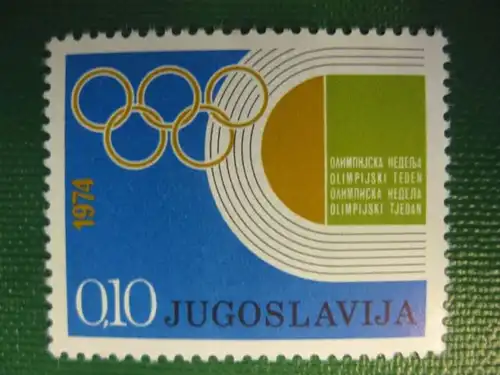 1974
ОЛИМПИЈСКА НЕДЕЉА
OLIMPIJSKI TEDEN
ОЛИМПИСКА НЕДЕЛА
OLIMPIJSKI TJEDAN
0,10 JUGOSLAVIJA